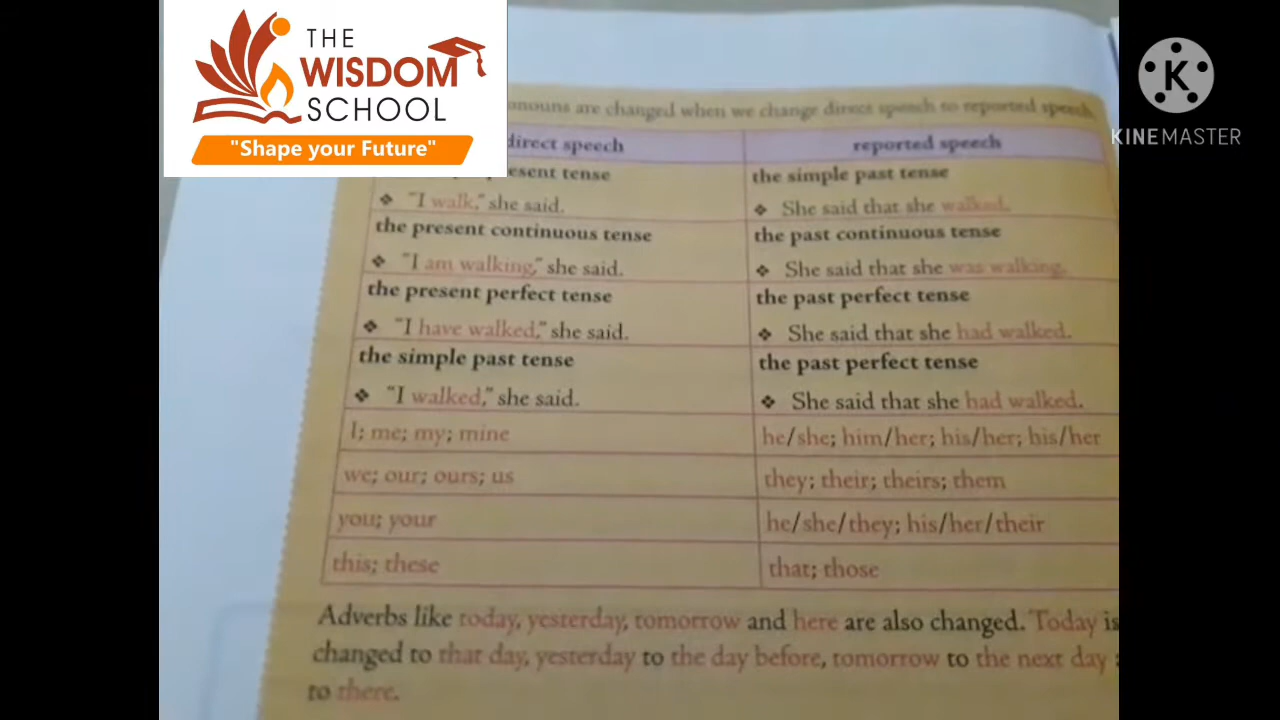 THE
WISDOM
SCHOOL
"Shape your Future"
KINEMASTER
are changed when we change direct speech to reported speech
direct speech reported speech
tense the simple past tense
❖ "I walk," she said. ❖ She said that she walked.
the present continuous tense the past continuous tense
❖ "I am walking," she said. ❖ She said that she was walking.
the present perfect tense the past perfect tense
❖ "I have walked," she said. ❖ She said that she had walked.
the simple past tense the past perfect tense
❖ "I walked," she said. ❖ She said that she had walked.
I; me; my; mine he/she; him/her; his/her; his/her
we; our; ours; us they; their; theirs; them
you; your he/she/they; his/her/their
this; these that; those
Adverbs like today, yesterday, tomorrow and here are also changed. Today is
changed to that day, yesterday to the day before, tomorrow to the next day
to there.